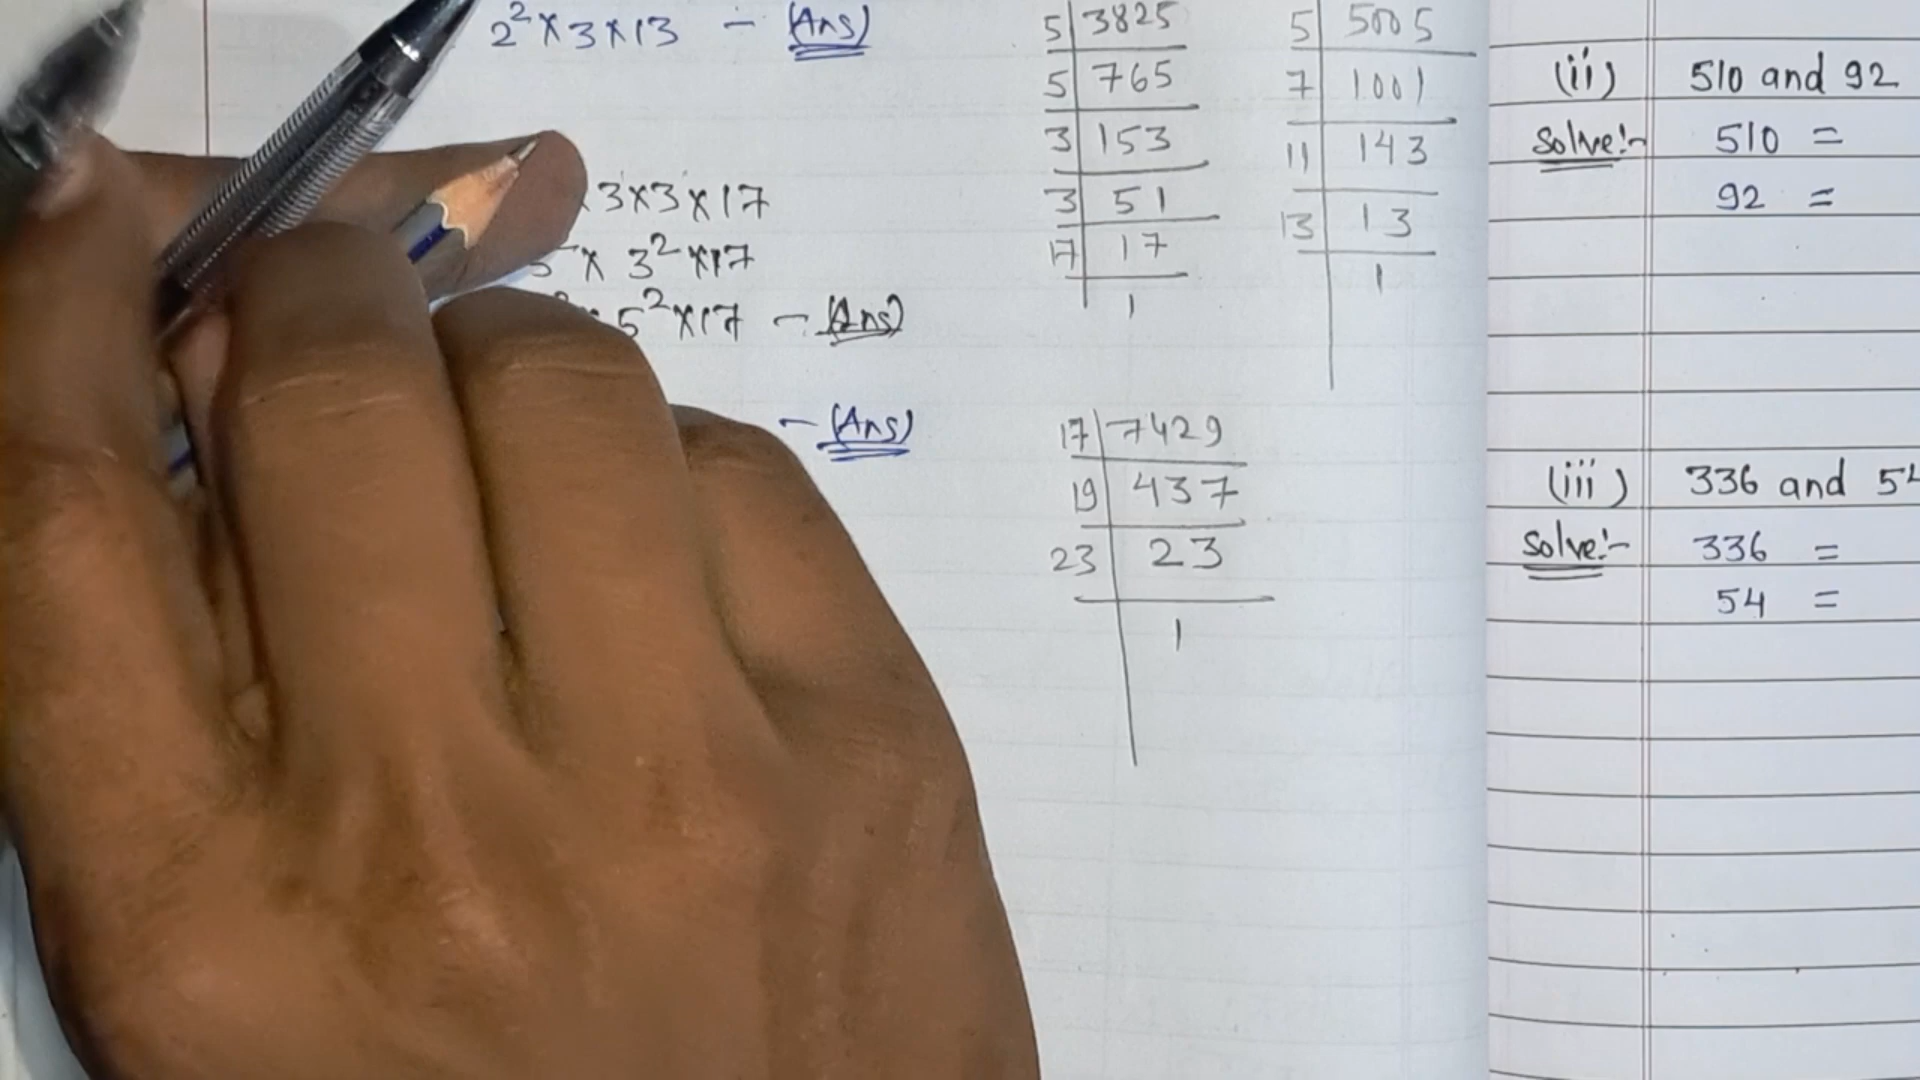 2² × 3 × 13 — (Ans)
3×3×17
× 3² ×17
5² ×17 — (Ans)
— (Ans)
5 | 3825
5 | 765
3 | 153
3 | 51
17 | 17
1
5 | 5005
7 | 1001
11 | 143
13 | 13
1
17 | 7429
19 | 437
23 | 23
1
(ii) 510 and 92
Solve:- 510 =
92 =
(iii) 336 and 54
Solve:- 336 =
54 =